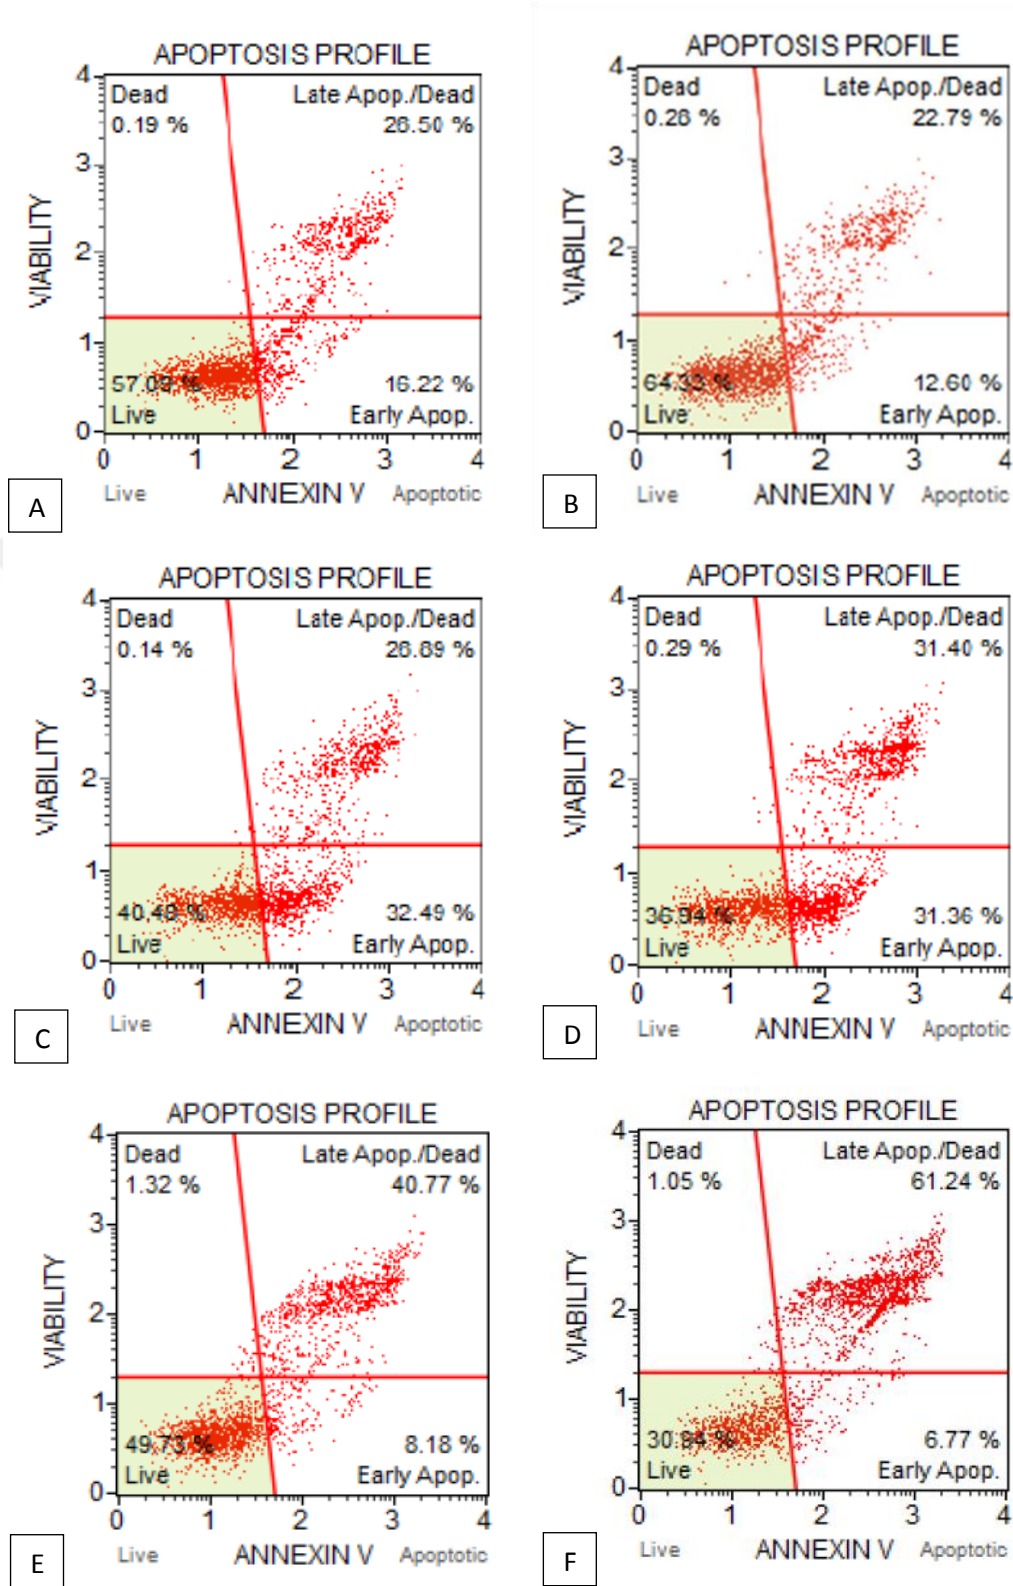 APOPTOSIS PROFILE
4
Dead Late Apop./Dead
0.19 % 26.50 %
3
VIABILITY
2
1
57.09 % 16.22 %
Live Early Apop.
0
0 1 2 3 4
Live ANNEXIN V Apoptotic
A
APOPTOSIS PROFILE
4
Dead Late Apop./Dead
0.28 % 22.79 %
3
VIABILITY
2
1
64.33 % 12.60 %
Live Early Apop.
0
0 1 2 3 4
Live ANNEXIN V Apoptotic
B
APOPTOSIS PROFILE
4
Dead Late Apop./Dead
0.14 % 26.89 %
3
VIABILITY
2
1
40.48 % 32.49 %
Live Early Apop.
0
0 1 2 3 4
Live ANNEXIN V Apoptotic
C
APOPTOSIS PROFILE
4
Dead Late Apop./Dead
0.29 % 31.40 %
3
VIABILITY
2
1
36.94 % 31.36 %
Live Early Apop.
0
0 1 2 3 4
Live ANNEXIN V Apoptotic
D
APOPTOSIS PROFILE
4
Dead Late Apop./Dead
1.32 % 40.77 %
3
VIABILITY
2
1
49.73 % 8.18 %
Live Early Apop.
0
0 1 2 3 4
Live ANNEXIN V Apoptotic
E
APOPTOSIS PROFILE
4
Dead Late Apop./Dead
1.05 % 61.24 %
3
VIABILITY
2
1
30.94 % 6.77 %
Live Early Apop.
0
0 1 2 3 4
Live ANNEXIN V Apoptotic
F